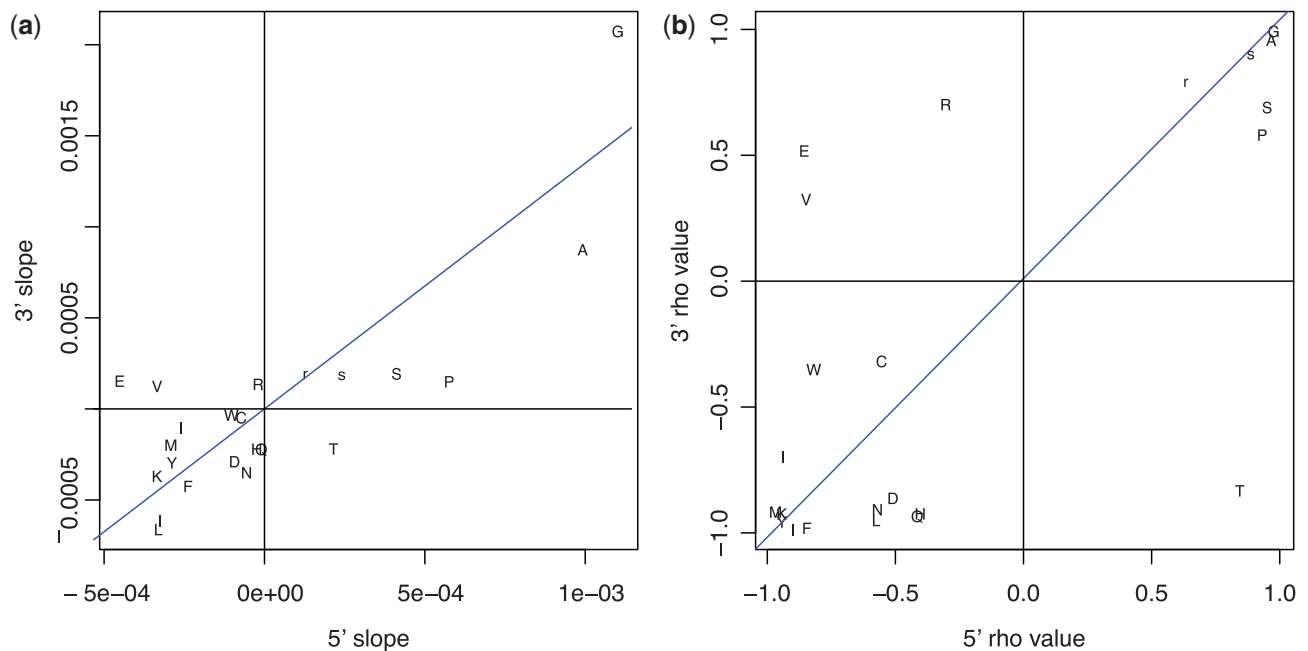 (a)
3' slope
0.0015
0.0005
−0.0005
G
A
E
V
R
r
s
S
P
W
C
I
M
H
Q
T
Y
D
N
K
F
I
L
− 5e−04
0e+00
5e−04
1e−03
5' slope
(b)
3' rho value
1.0
0.5
0.0
−0.5
−1.0
G
A
s
r
R
S
P
E
V
C
W
I
T
D
M
K
N
H
Q
Y
L
F
I
−1.0
−0.5
0.0
0.5
1.0
5' rho value